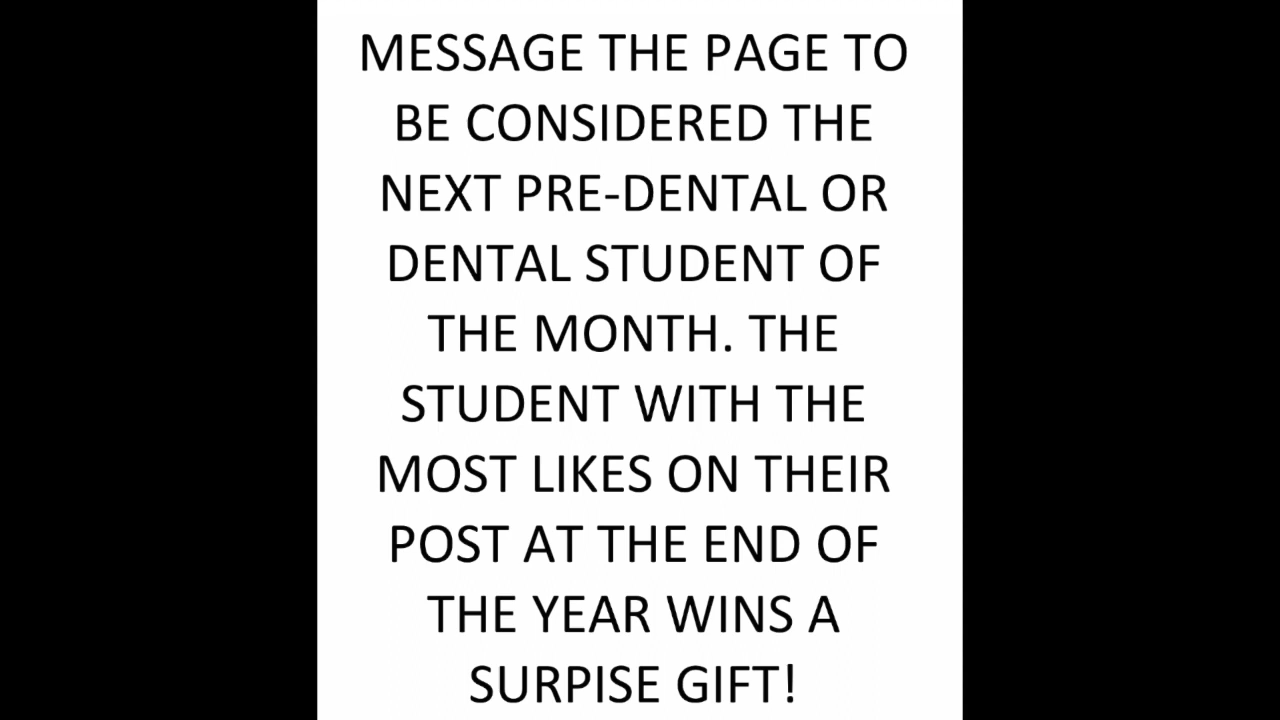 MESSAGE THE PAGE TO
BE CONSIDERED THE
NEXT PRE-DENTAL OR
DENTAL STUDENT OF
THE MONTH. THE
STUDENT WITH THE
MOST LIKES ON THEIR
POST AT THE END OF
THE YEAR WINS A
SURPISE GIFT!